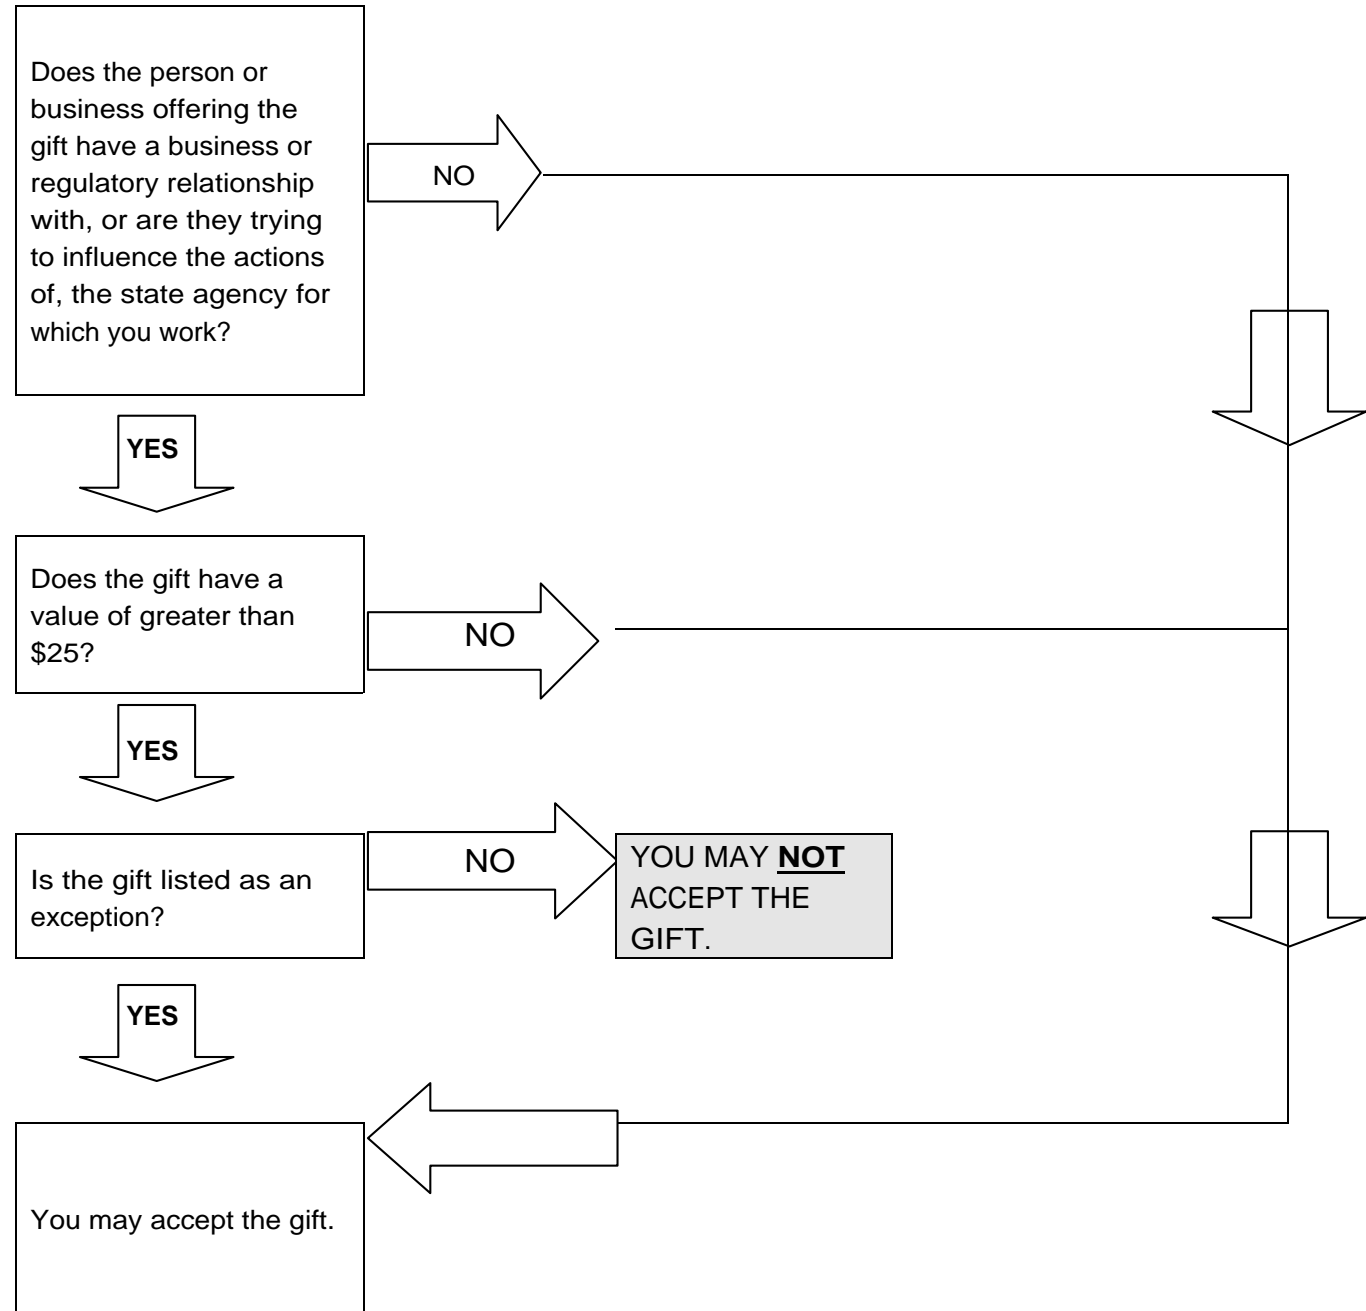 Does the person or
business offering the
gift have a business or
regulatory relationship
with, or are they trying
to influence the actions
of, the state agency for
which you work?
NO
YES
Does the gift have a
value of greater than
$25?
NO
YES
Is the gift listed as an
exception?
NO
YOU MAY NOT
ACCEPT THE
GIFT.
YES
You may accept the gift.